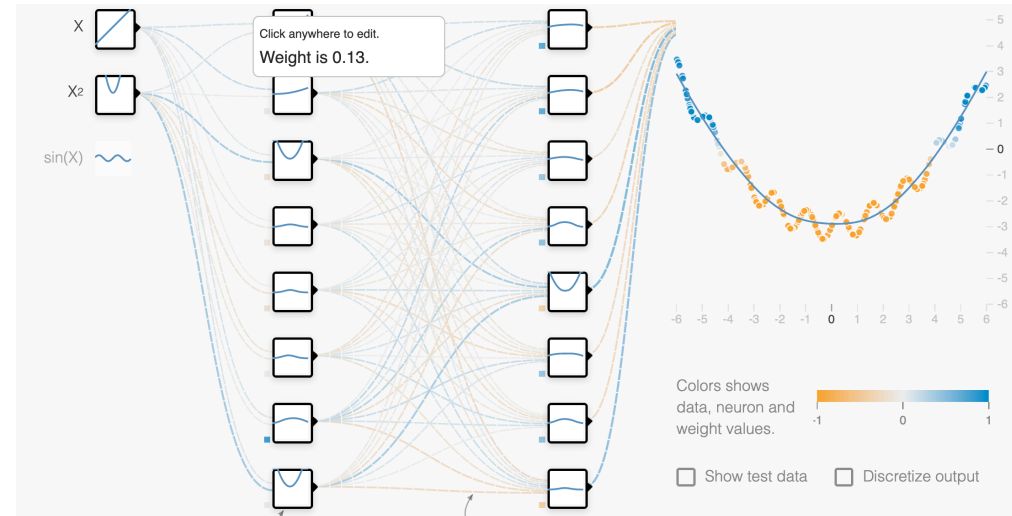 X
Click anywhere to edit.
Weight is 0.13.
X2
sin(X)
5
4
3
2
1
0
-1
-2
-3
-4
-5
-6
-6 -5 -4 -3 -2 -1 0 1 2 3 4 5 6
Colors shows
data, neuron and
weight values.
-1 0 1
Show test data
Discretize output